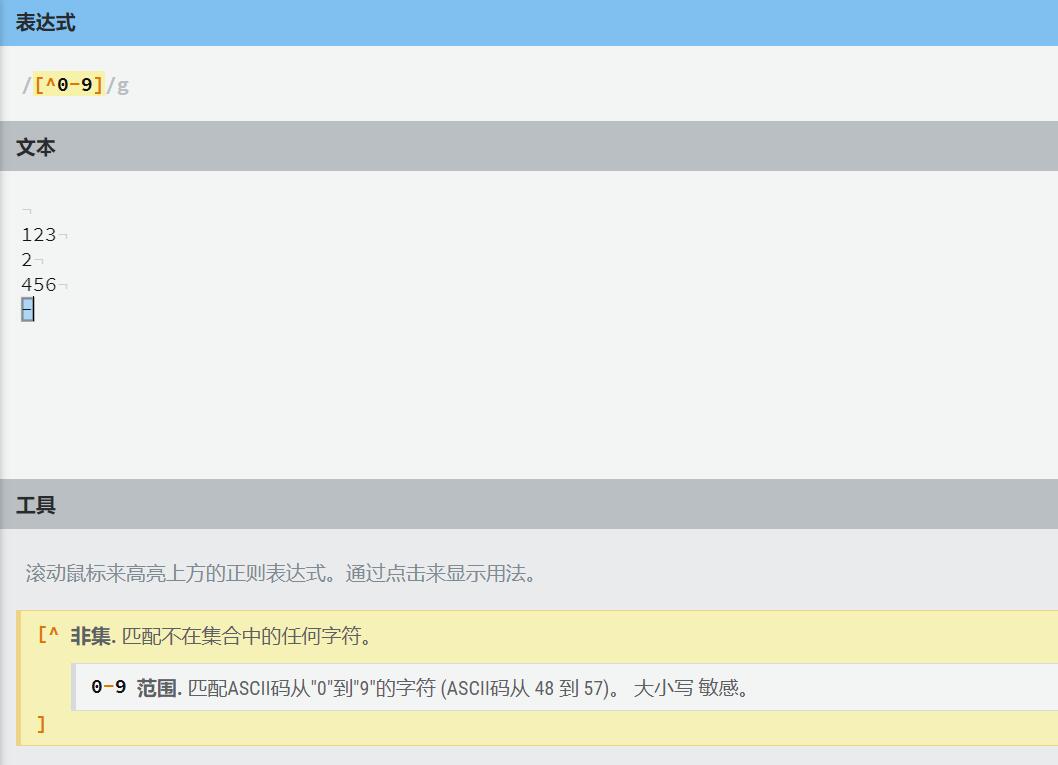 表达式
/[^0-9]/g
文本
¬
123¬
2¬
456¬
-
工具
滚动鼠标来高亮上方的正则表达式。通过点击来显示用法。
[^ 非集. 匹配不在集合中的任何字符。
0-9 范围. 匹配ASCII码从"0"到"9"的字符 (ASCII码从 48 到 57)。 大小写 敏感。
]